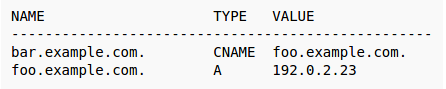 NAME TYPE VALUE
--------------------------------------------------
bar.example.com. CNAME foo.example.com.
foo.example.com. A 192.0.2.23